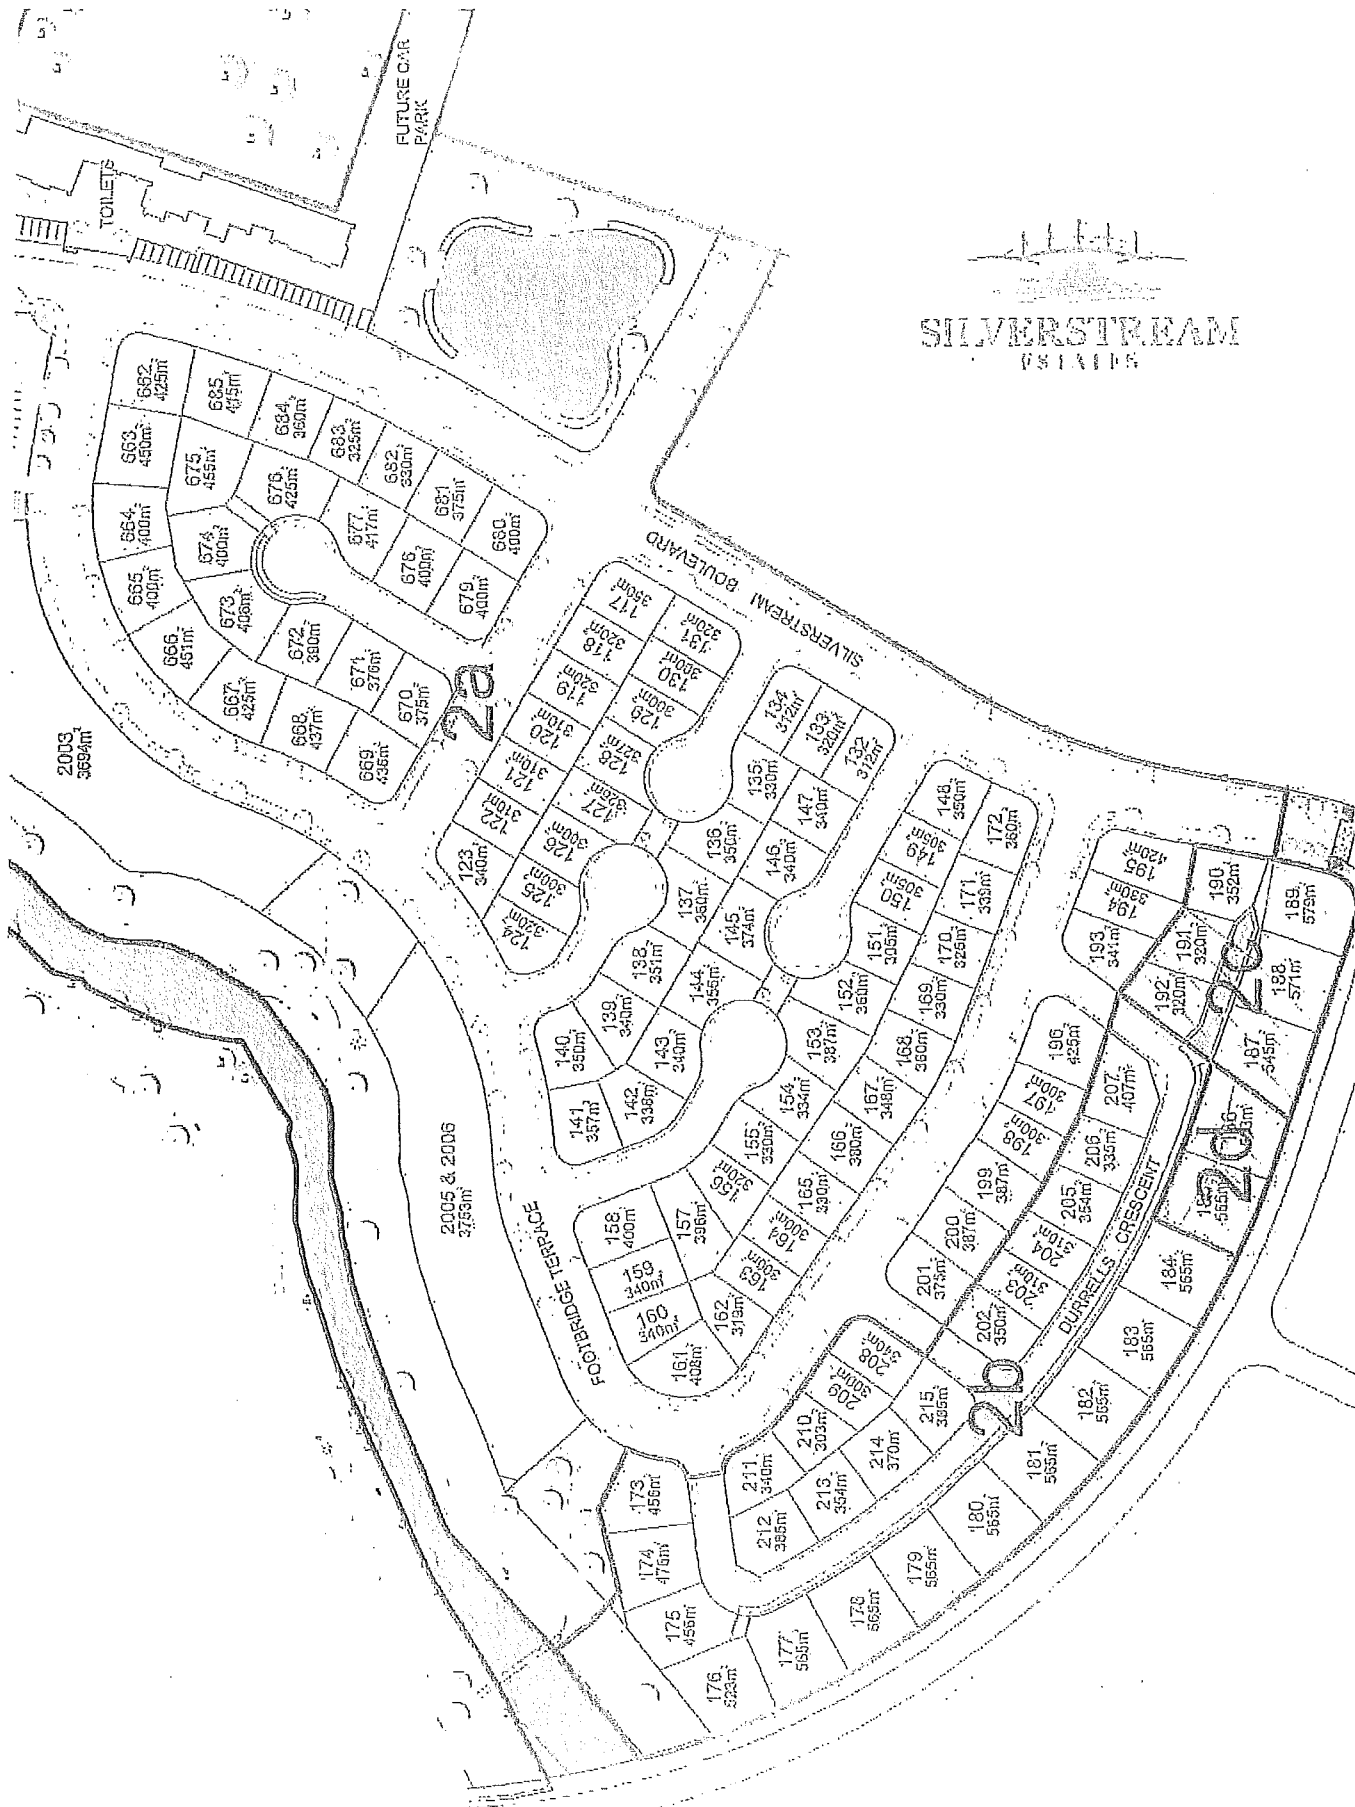 FUTURE CAR
PARK
TOILETS
SILVERSTREAM
ESTATES
662
425m²
685
663
450m²
684
360m²
675
455m²
683
325m²
682
330m²
676
425m²
664
400m²
681
375m²
677
417m²
674
400m²
680
400m²
665
400m²
400m²
673
406m²
679
400m²
666
451m²
672
390m²
671
376m²
667
425m²
670
375m²
668
437m²
669
435m²
2003
3694m²
2a
SILVERSTREAM BOULEVARD
117
350m²
118
320m²
119
320m²
120
310m²
121
310m²
122
310m²
123
340m²
131
320m²
130
300m²
129
300m²
128
327m²
127
326m²
126
300m²
125
300m²
124
320m²
134
312m²
133
320m²
132
312m²
135
330m²
147
340m²
136
350m²
146
340m²
137
360m²
145
374m²
138
351m²
144
355m²
139
340m²
143
340m²
140
350m²
142
338m²
141
357m²
148
350m²
149
305m²
150
305m²
151
305m²
152
360m²
153
387m²
154
334m²
155
330m²
156
320m²
157
396m²
158
400m²
159
340m²
160
340m²
161
408m²
162
319m²
163
300m²
164
300m²
165
330m²
166
380m²
167
348m²
168
360m²
169
330m²
170
325m²
171
339m²
172
360m²
FOOTBRIDGE TERRACE
2005 & 2006
3753m²
195
420m²
194
330m²
193
341m²
190
352m²
191
320m²
192
320m²
189
579m²
188
571m²
187
545m²
2c
2d
196
425m²
197
300m²
198
300m²
199
387m²
200
387m²
201
375m²
207
407m²
206
335m²
205
354m²
204
310m²
203
310m²
202
350m²
DURRELLS CRESCENT
184
565m²
183
565m²
182
565m²
181
565m²
180
565m²
179
565m²
178
565m²
177
565m²
176
623m²
175
456m²
174
476m²
173
456m²
2b
208
340m²
209
300m²
210
303m²
211
340m²
212
385m²
213
354m²
214
370m²
215
385m²